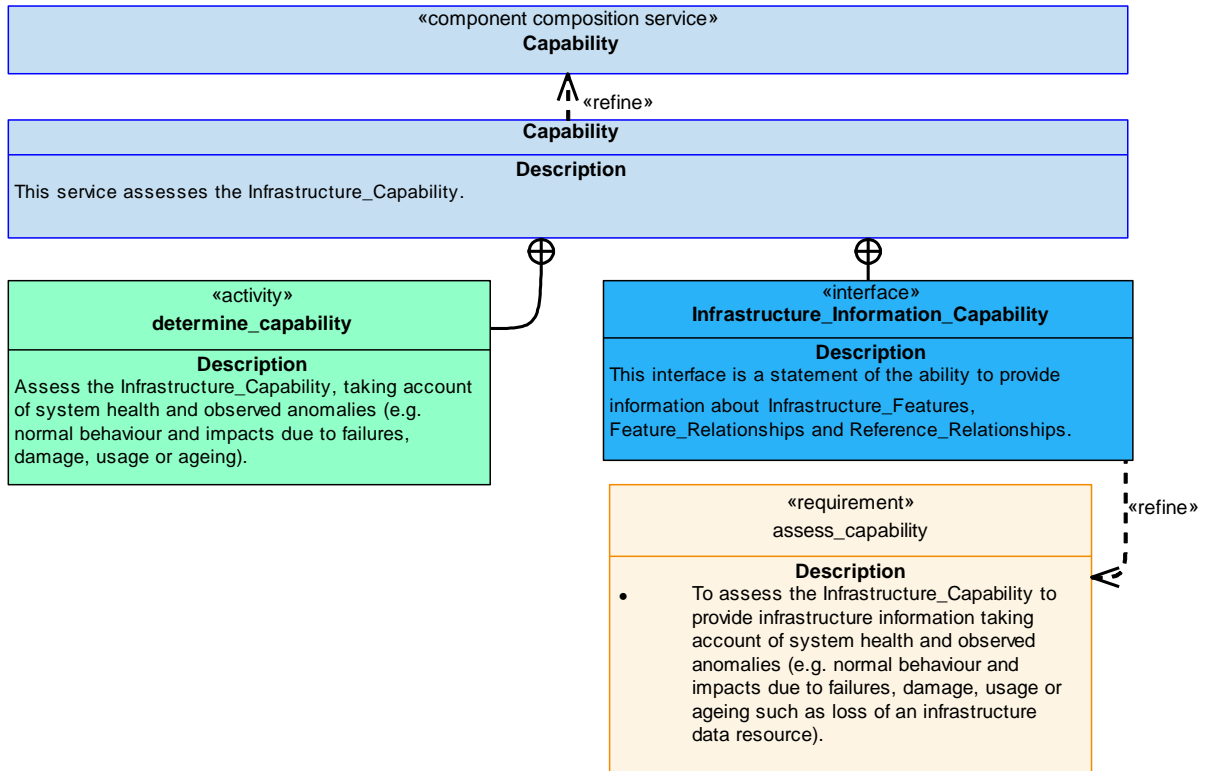 «component composition service»
Capability
«refine»
Capability
Description
This service assesses the Infrastructure_Capability.
«activity»
determine_capability
Description
Assess the Infrastructure_Capability, taking account
of system health and observed anomalies (e.g.
normal behaviour and impacts due to failures,
damage, usage or ageing).
«interface»
Infrastructure_Information_Capability
Description
This interface is a statement of the ability to provide
information about Infrastructure_Features,
Feature_Relationships and Reference_Relationships.
«refine»
«requirement»
assess_capability
Description
• To assess the Infrastructure_Capability to
provide infrastructure information taking
account of system health and observed
anomalies (e.g. normal behaviour and
impacts due to failures, damage, usage or
ageing such as loss of an infrastructure
data resource).